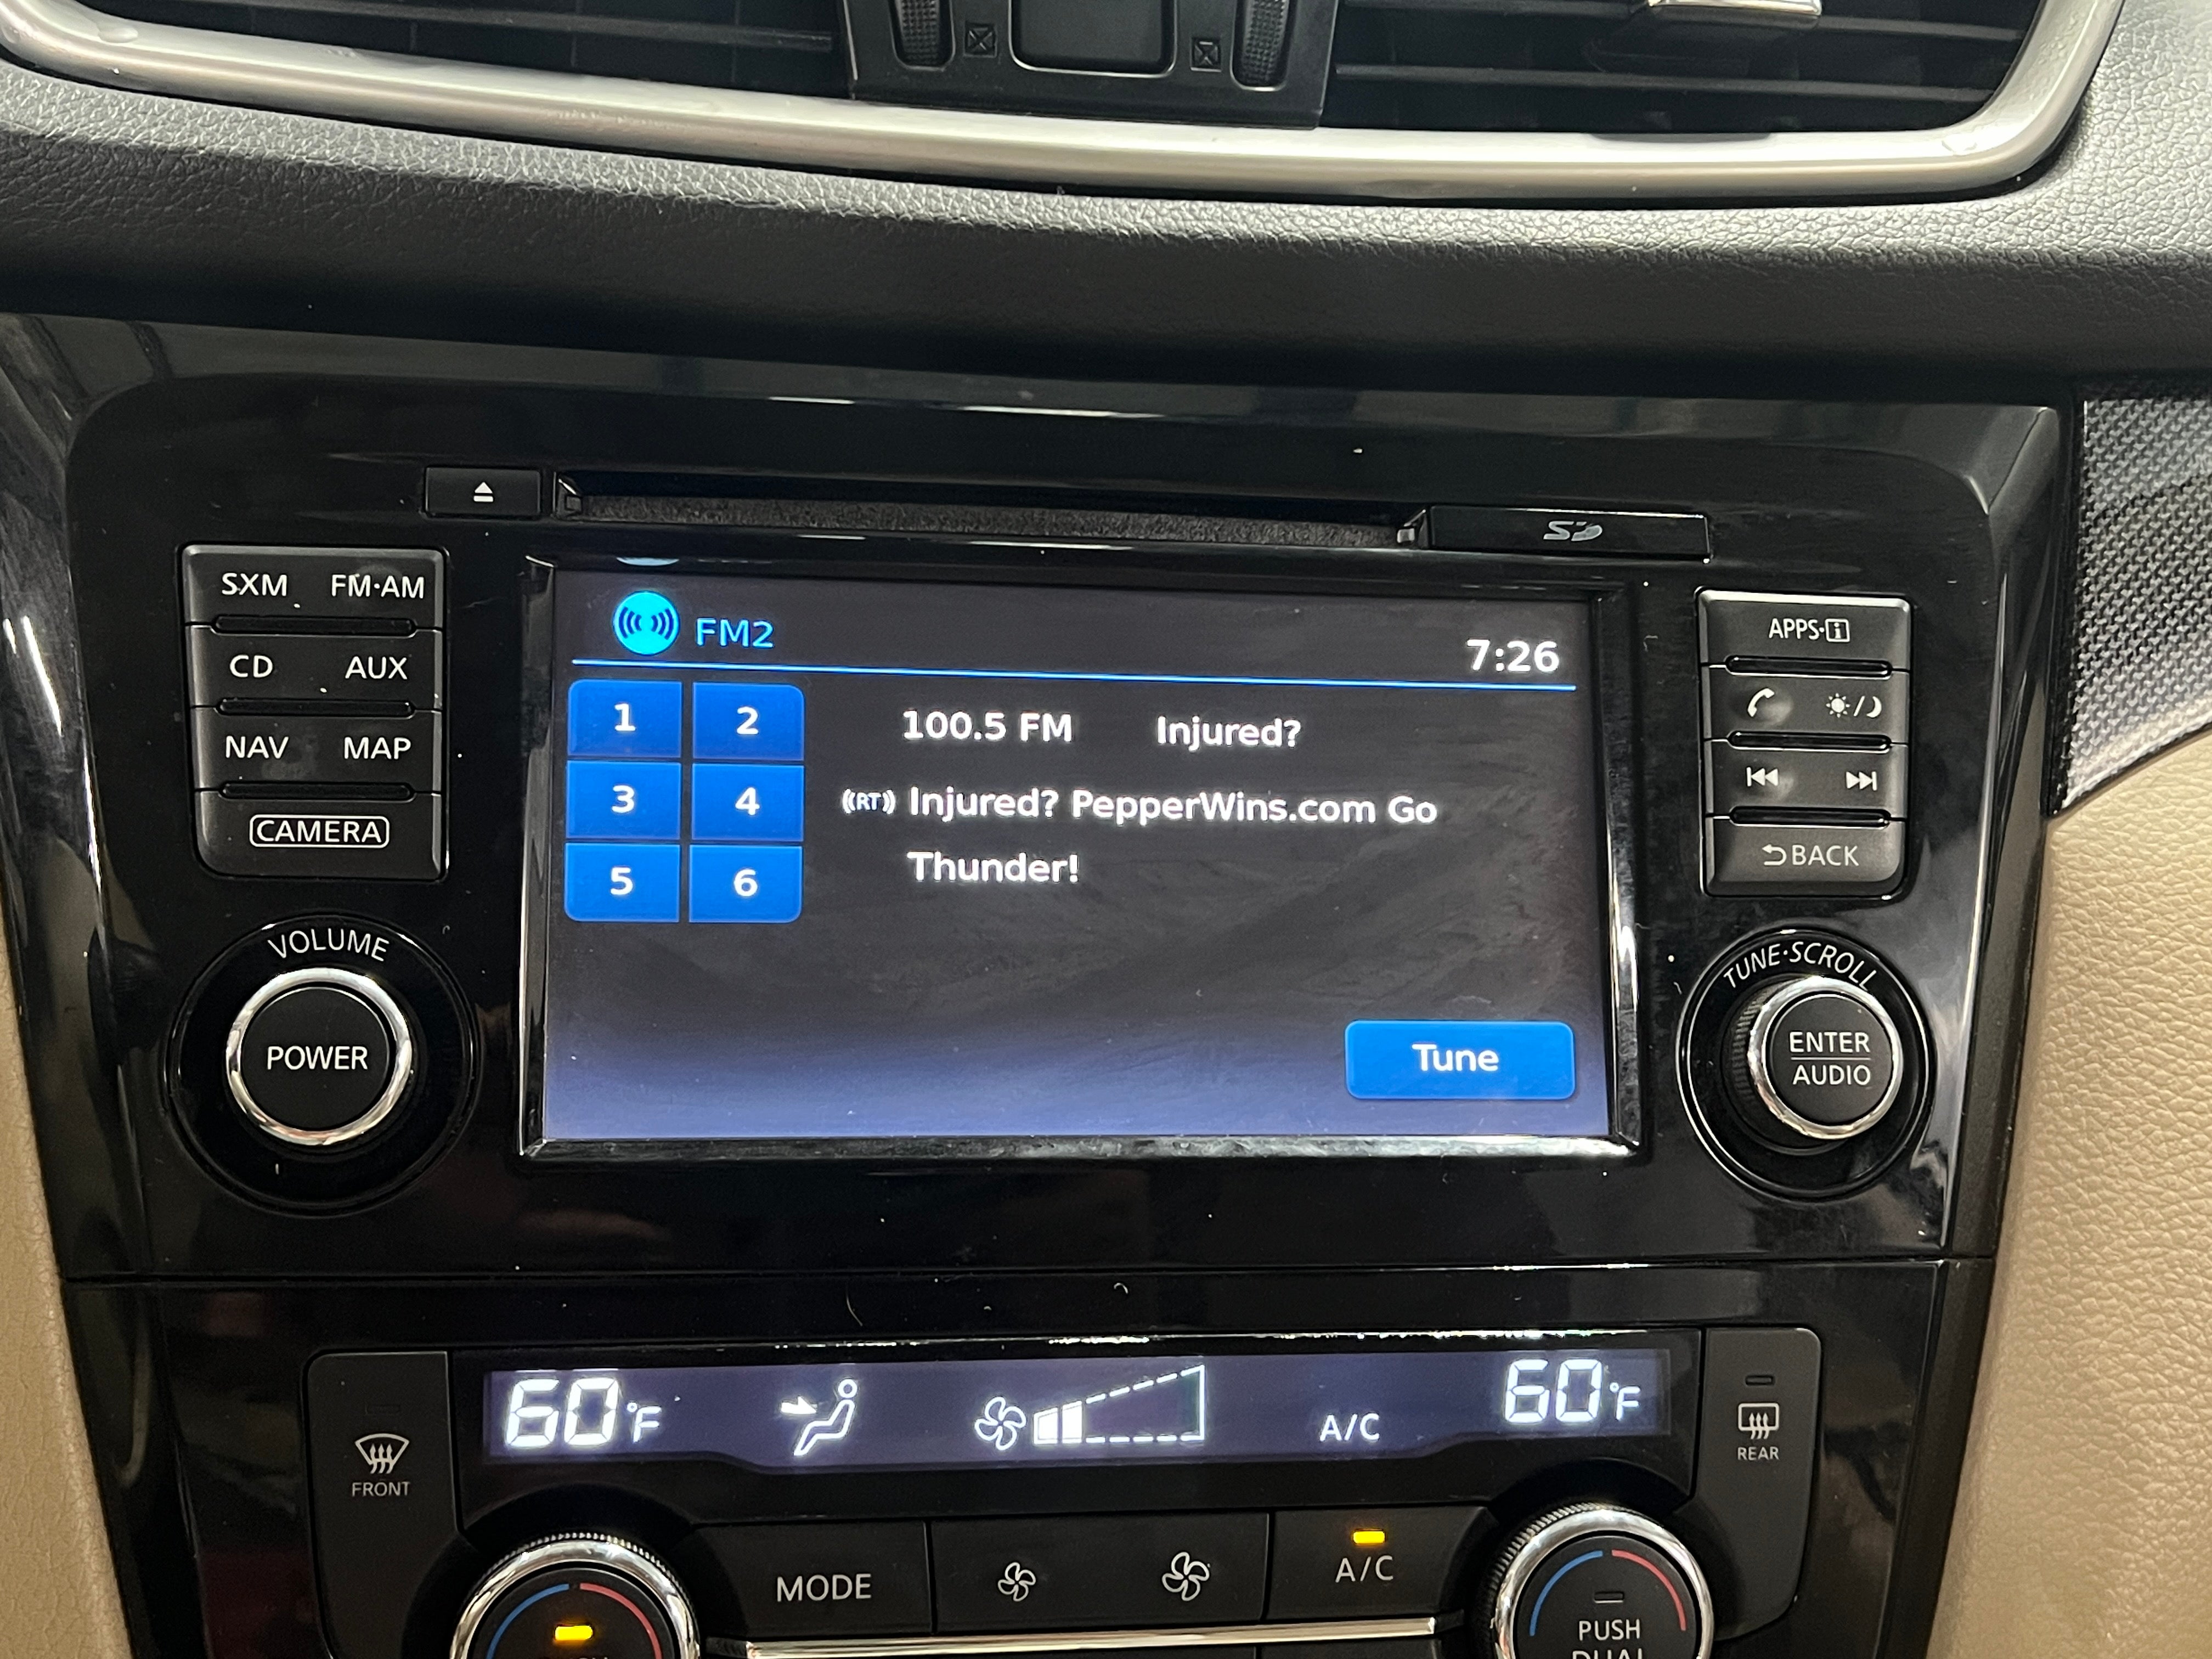 SD
SXM FM·AM
CD AUX
NAV MAP
CAMERA
VOLUME
POWER
FM2
7:26
1 2
3 4
5 6
100.5 FM Injured?
RT Injured? PepperWins.com Go
Thunder!
Tune
APPS·i
BACK
TUNE·SCROLL
ENTER
AUDIO
60°F
A/C
60°F
FRONT
REAR
MODE
A/C
PUSH
DUAL